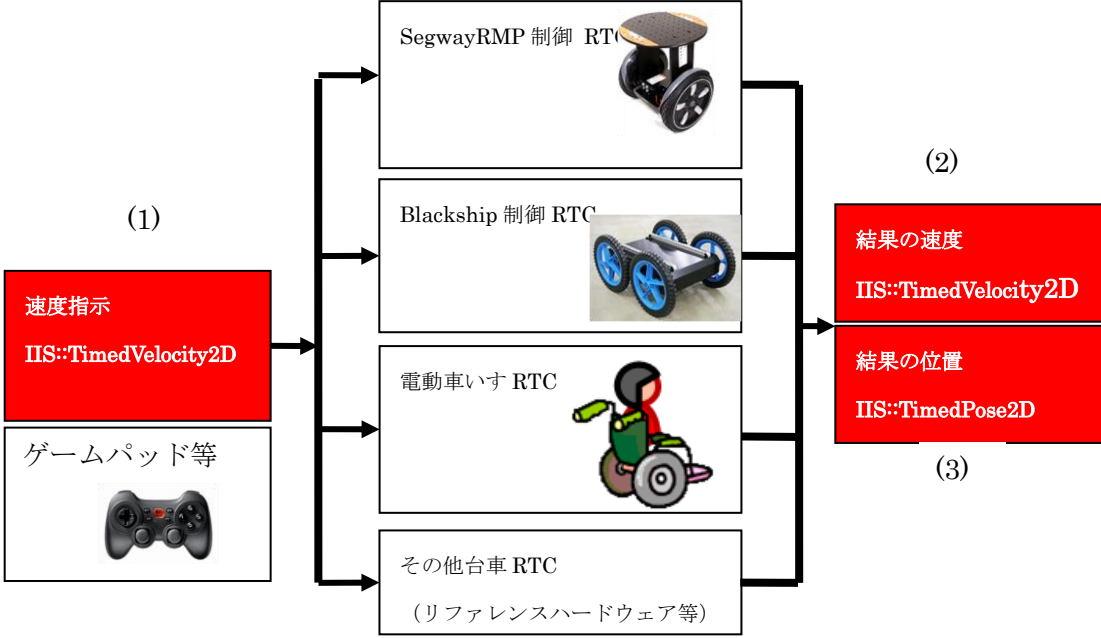 (1)
速度指示
IIS::TimedVelocity2D
ゲームパッド等
SegwayRMP 制御 RTC
Blackship 制御 RTC
電動車いす RTC
その他台車 RTC
（リファレンスハードウェア等）
(2)
結果の速度
IIS::TimedVelocity2D
結果の位置
IIS::TimedPose2D
(3)